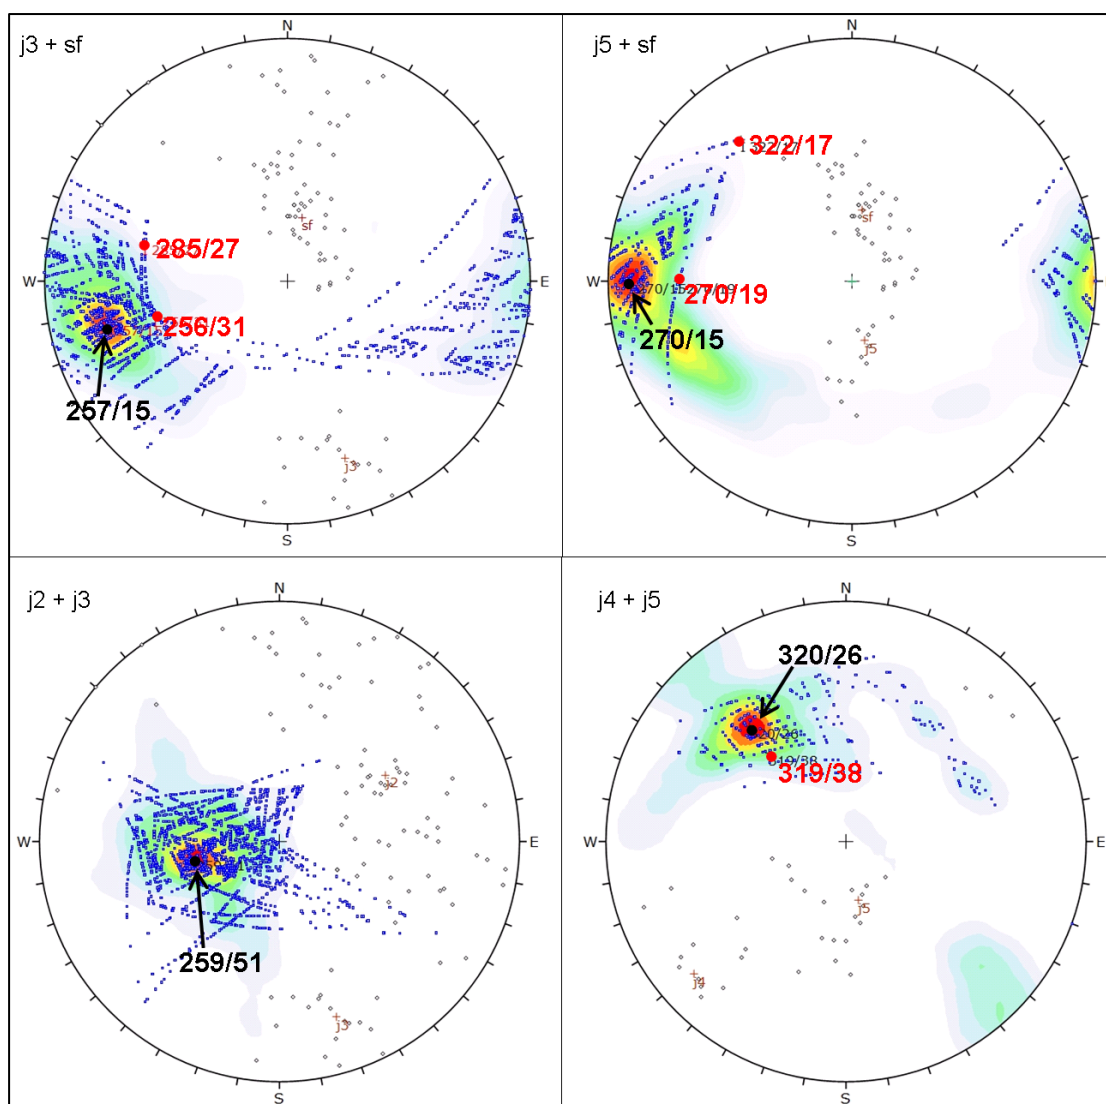 j3 + sf
N
W
E
S
sf
j3
285/27
256/31
257/15
j5 + sf
N
W
E
S
sf
j5
322/17
270/19
270/15
j2 + j3
N
W
E
S
j2
j3
259/51
j4 + j5
N
W
E
S
320/26
319/38
j5
j4